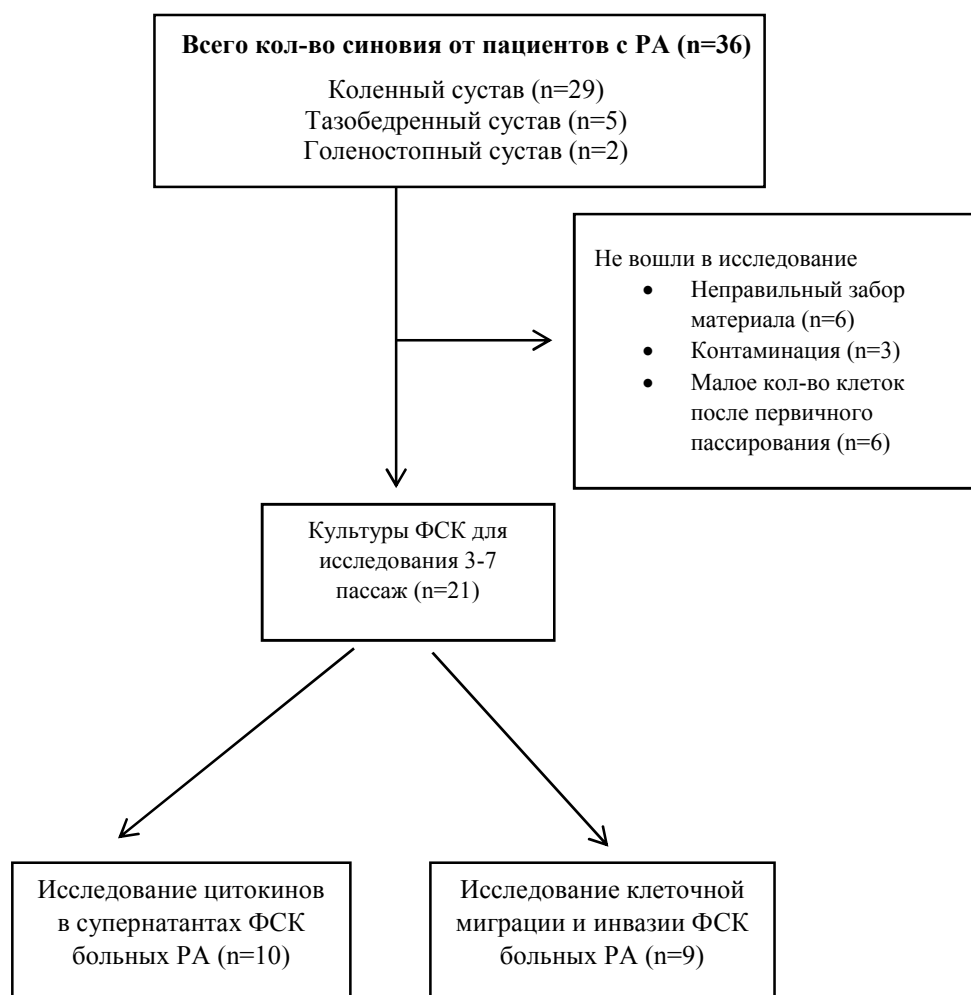 Всего кол-во синовия от пациентов с РА (n=36)
Коленный сустав (n=29)
Тазобедренный сустав (n=5)
Голеностопный сустав (n=2)
Не вошли в исследование
• Неправильный забор
материала (n=6)
• Контаминация (n=3)
• Малое кол-во клеток
после первичного
пассирования (n=6)
Культуры ФСК для
исследования 3-7
пассаж (n=21)
Исследование цитокинов
в супернатантах ФСК
больных РА (n=10)
Исследование клеточной
миграции и инвазии ФСК
больных РА (n=9)